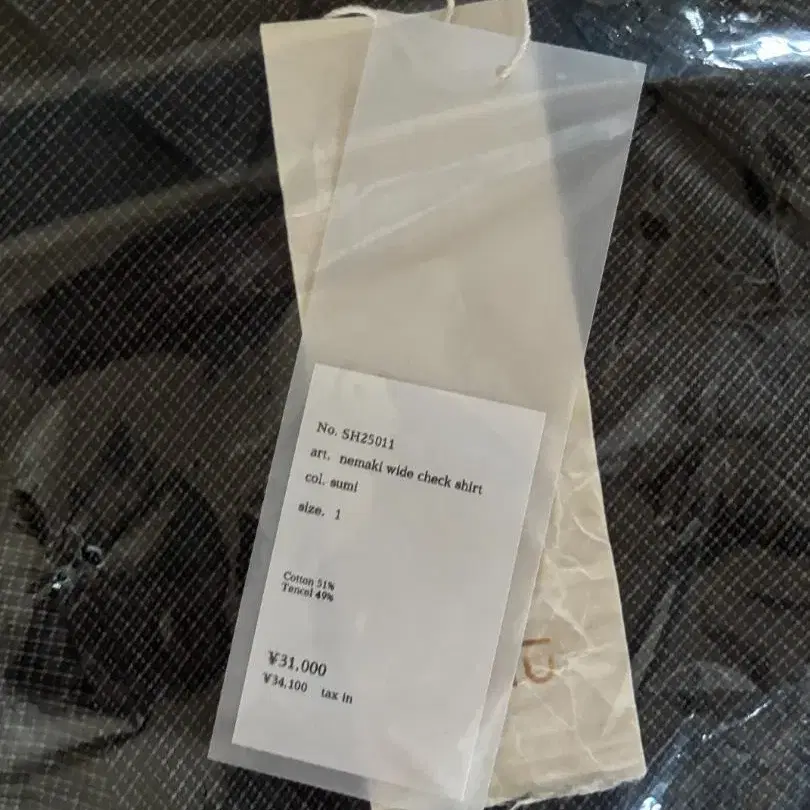 No. SH25011
art. nemaki wide check shirt
col. sumi
size. 1
Cotton 51%
Tencel 49%
¥31,000
¥34,100 tax in